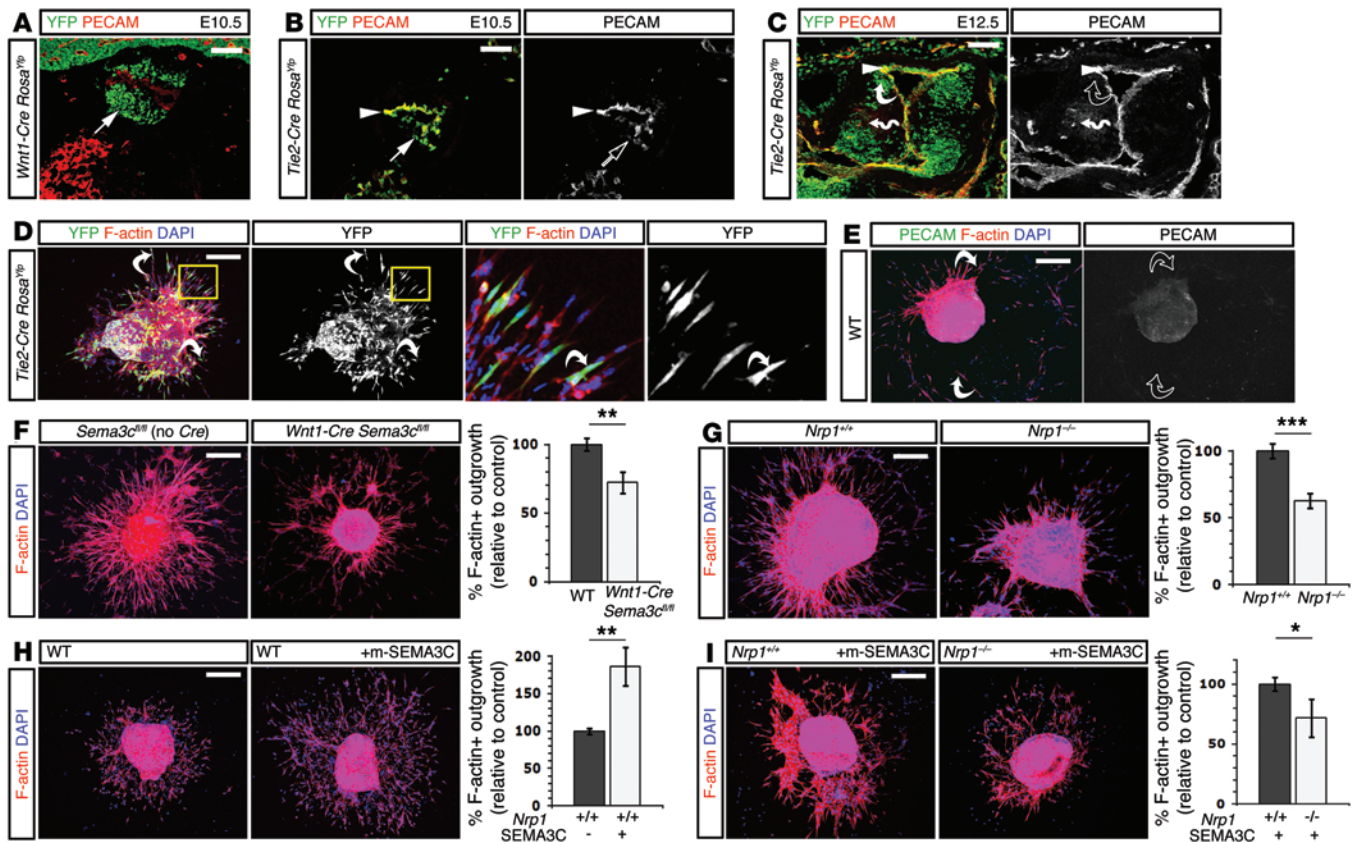 A
YFP PECAM E10.5
Wnt1-Cre Rosa^Yfp
B
YFP PECAM E10.5 PECAM
Tie2-Cre Rosa^Yfp
C
YFP PECAM E12.5 PECAM
Tie2-Cre Rosa^Yfp
D
YFP F-actin DAPI YFP YFP F-actin DAPI YFP
Tie2-Cre Rosa^Yfp
E
PECAM F-actin DAPI PECAM
WT
F
Sema3c^fl/fl (no Cre) Wnt1-Cre Sema3c^fl/fl
F-actin DAPI
% F-actin+ outgrowth
(relative to control)
**
100
50
0
WT Wnt1-Cre
Sema3c^fl/fl
G
Nrp1^+/+ Nrp1^–/–
F-actin DAPI
% F-actin+ outgrowth
(relative to control)
***
100
50
0
Nrp1^+/+ Nrp1^–/–
H
WT WT +m-SEMA3C
F-actin DAPI
% F-actin+ outgrowth
(relative to control)
**
200
150
100
50
0
Nrp1 +/+ +/+
SEMA3C - +
I
Nrp1^+/+ +m-SEMA3C Nrp1^–/– +m-SEMA3C
F-actin DAPI
% F-actin+ outgrowth
(relative to control)
*
100
50
0
Nrp1 +/+ -/-
SEMA3C + +